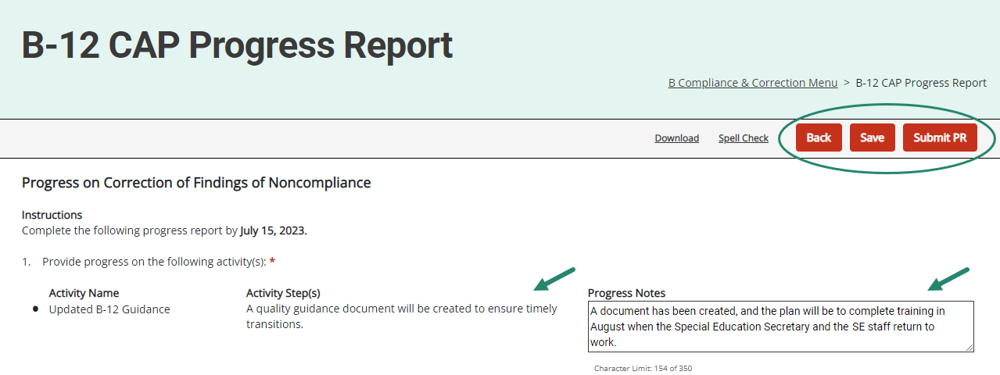 B-12 CAP Progress Report
B Compliance & Correction Menu > B-12 CAP Progress Report
Download Spell Check Back Save Submit PR
Progress on Correction of Findings of Noncompliance
Instructions
Complete the following progress report by July 15, 2023.
1. Provide progress on the following activity(s): *
Activity Name Activity Step(s) Progress Notes
• Updated B-12 Guidance
A quality guidance document will be created to ensure timely
transitions.
A document has been created, and the plan will be to complete training in
August when the Special Education Secretary and the SE staff return to
work.
Character Limit: 154 of 350